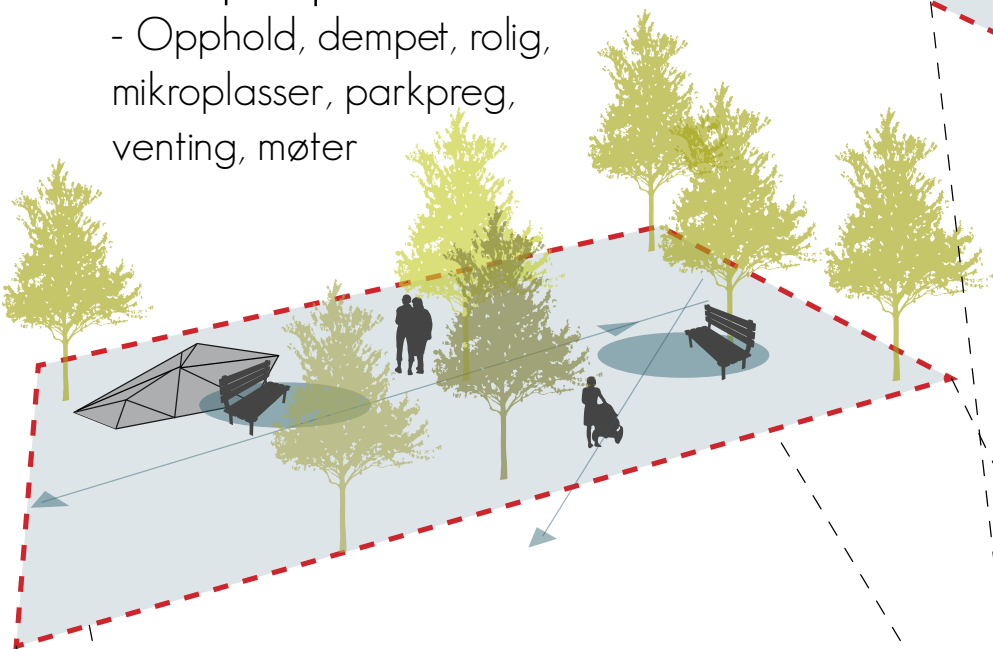 - Opphold, dempet, rolig,
mikroplasser, parkpreg,
venting, møter